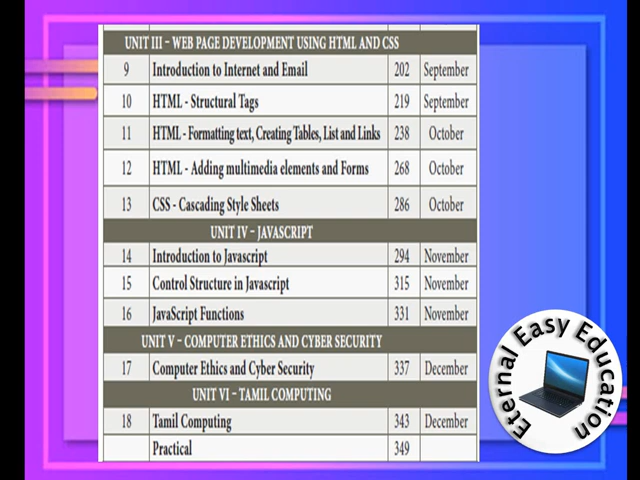 UNIT III – WEB PAGE DEVELOPMENT USING HTML AND CSS
9 Introduction to Internet and Email 202 September
10 HTML - Structural Tags 219 September
11 HTML - Formatting text, Creating Tables, List and Links 238 October
12 HTML - Adding multimedia elements and Forms 268 October
13 CSS - Cascading Style Sheets 286 October
UNIT IV – JAVASCRIPT
14 Introduction to Javascript 294 November
15 Control Structure in Javascript 315 November
16 JavaScript Functions 331 November
UNIT V – COMPUTER ETHICS AND CYBER SECURITY
17 Computer Ethics and Cyber Security 337 December
UNIT VI – TAMIL COMPUTING
18 Tamil Computing 343 December
Practical 349
Eternal Easy Education